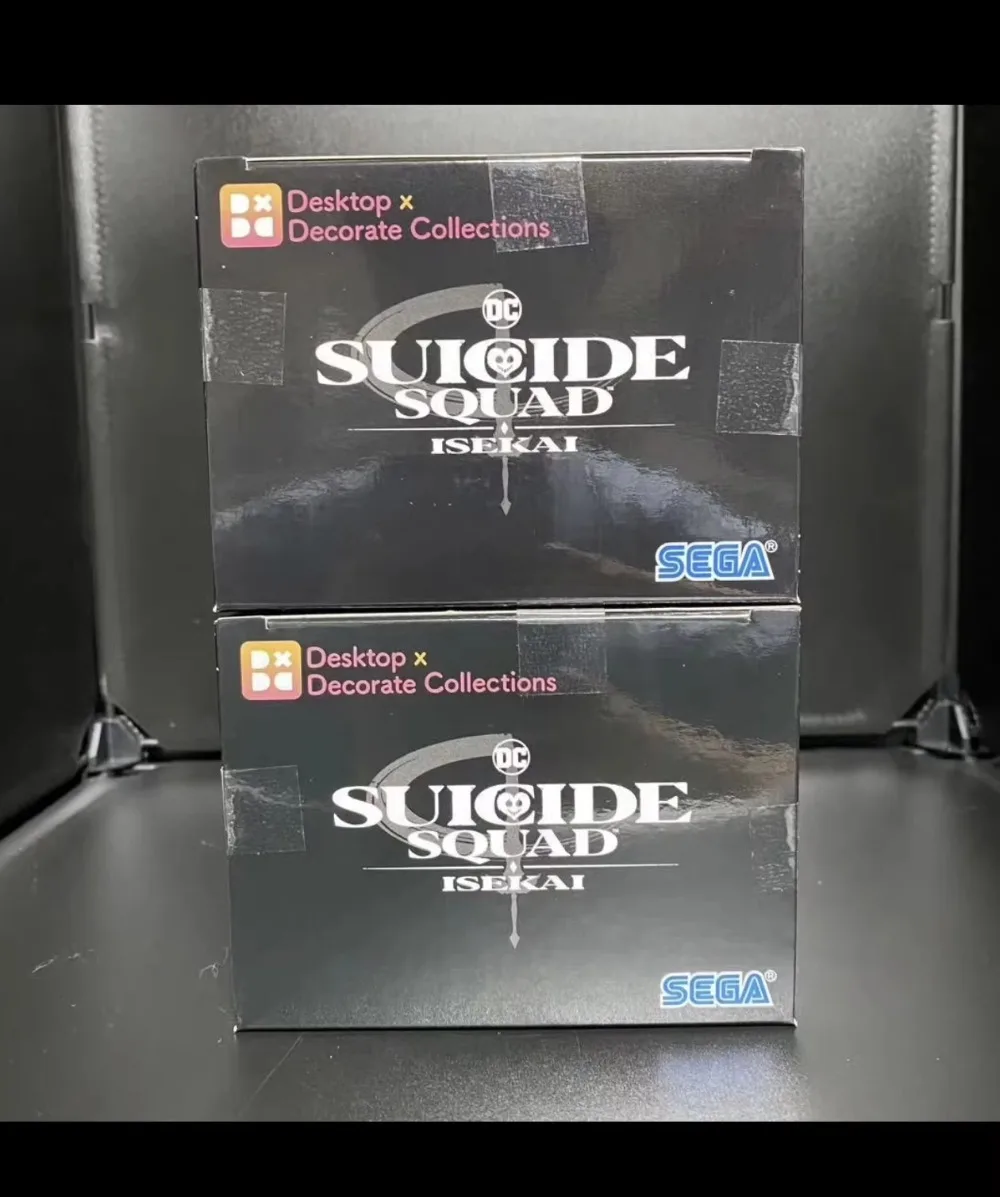 Desktop ×
Decorate Collections
DC
SUICIDE
SQUAD
ISEKAI
SEGA®
Desktop ×
Decorate Collections
DC
SUICIDE
SQUAD
ISEKAI
SEGA®